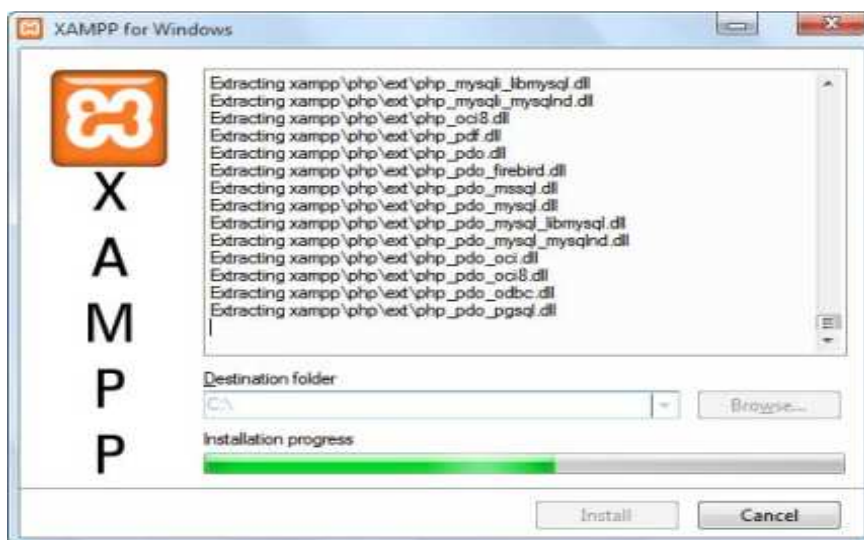 XAMPP for Windows
X
A
M
P
P
Extracting xampp\php\ext\php_mysqli_libmysql.dll
Extracting xampp\php\ext\php_mysqli_mysqlnd.dll
Extracting xampp\php\ext\php_oci8.dll
Extracting xampp\php\ext\php_pdf.dll
Extracting xampp\php\ext\php_pdo.dll
Extracting xampp\php\ext\php_pdo_firebird.dll
Extracting xampp\php\ext\php_pdo_mssql.dll
Extracting xampp\php\ext\php_pdo_mysql.dll
Extracting xampp\php\ext\php_pdo_mysql_libmysql.dll
Extracting xampp\php\ext\php_pdo_mysql_mysqlnd.dll
Extracting xampp\php\ext\php_pdo_oci.dll
Extracting xampp\php\ext\php_pdo_oci8.dll
Extracting xampp\php\ext\php_pdo_odbc.dll
Extracting xampp\php\ext\php_pdo_pgsql.dll
Destination folder
C:\
Browse...
Installation progress
Install
Cancel